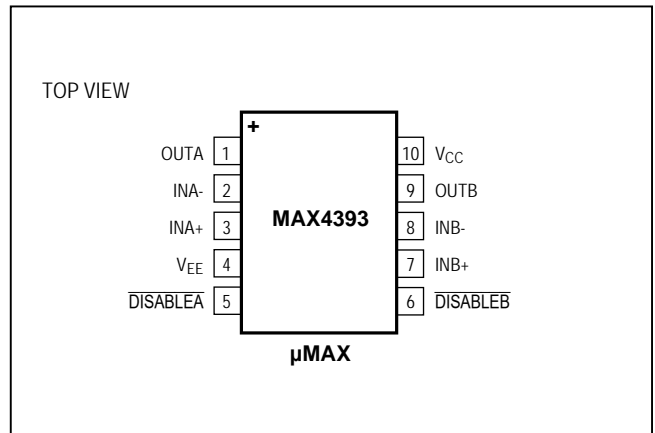 TOP VIEW
+
OUTA 1 10 VCC
INA- 2 9 OUTB
MAX4393
INA+ 3 8 INB-
VEE 4 7 INB+
DISABLEA 5 6 DISABLEB
µMAX